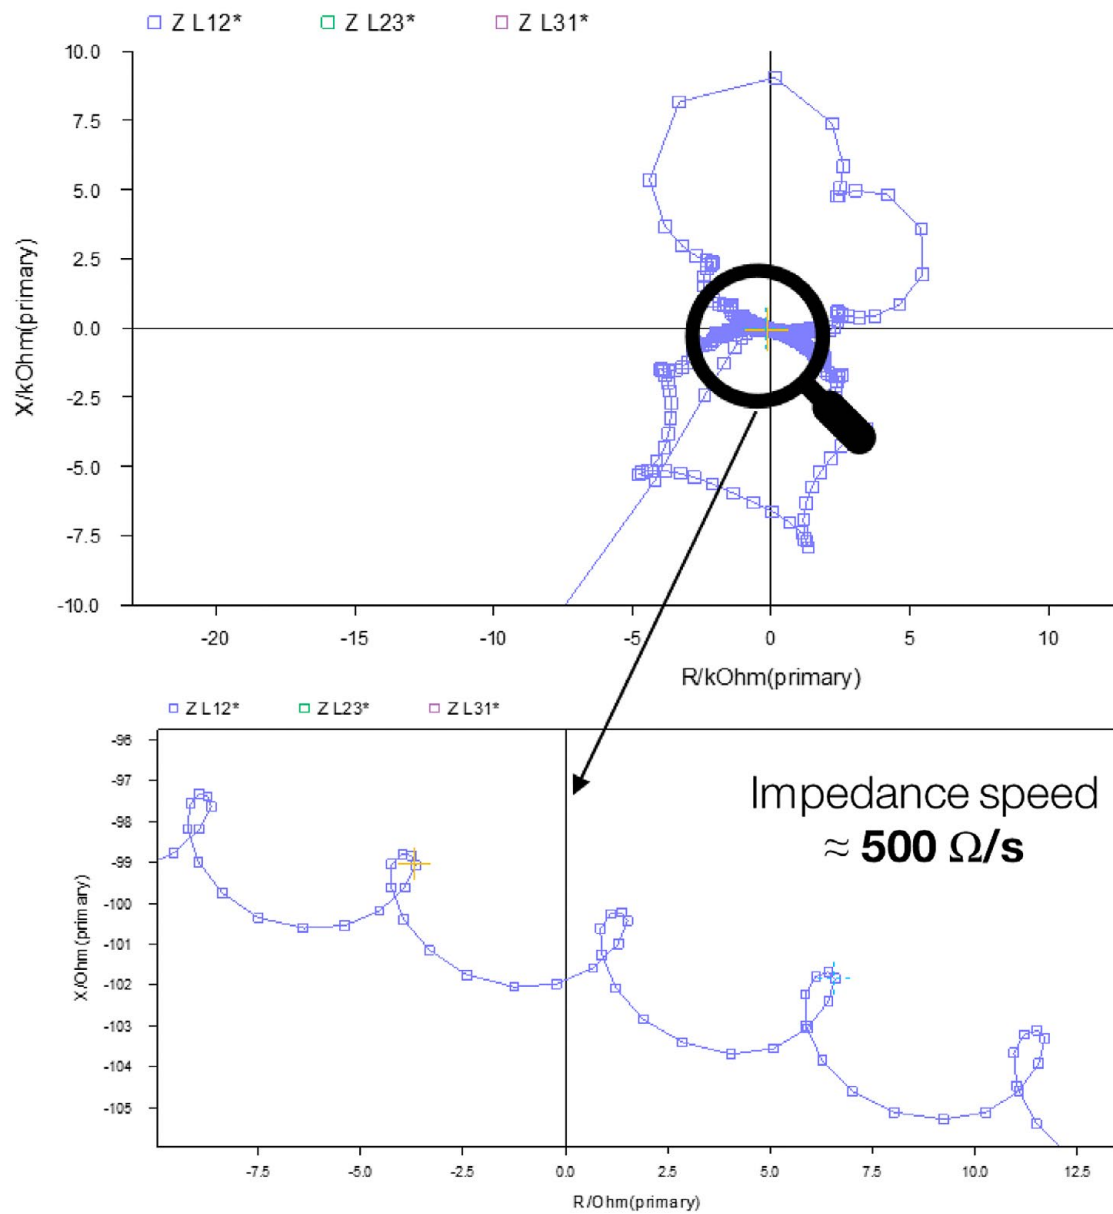 Z L12* Z L23* Z L31*
10.0
7.5
5.0
2.5
0.0
-2.5
-5.0
-7.5
-10.0
X/kOhm(primary)
-20 -15 -10 -5 0 5 10
R/kOhm(primary)
Z L12* Z L23* Z L31*
-96
-97
-98
-99
-100
-101
-102
-103
-104
-105
X/Ohm(primary)
Impedance speed
≈ 500 Ω/s
-7.5 -5.0 -2.5 0.0 2.5 5.0 7.5 10.0 12.5
R/Ohm(primary)